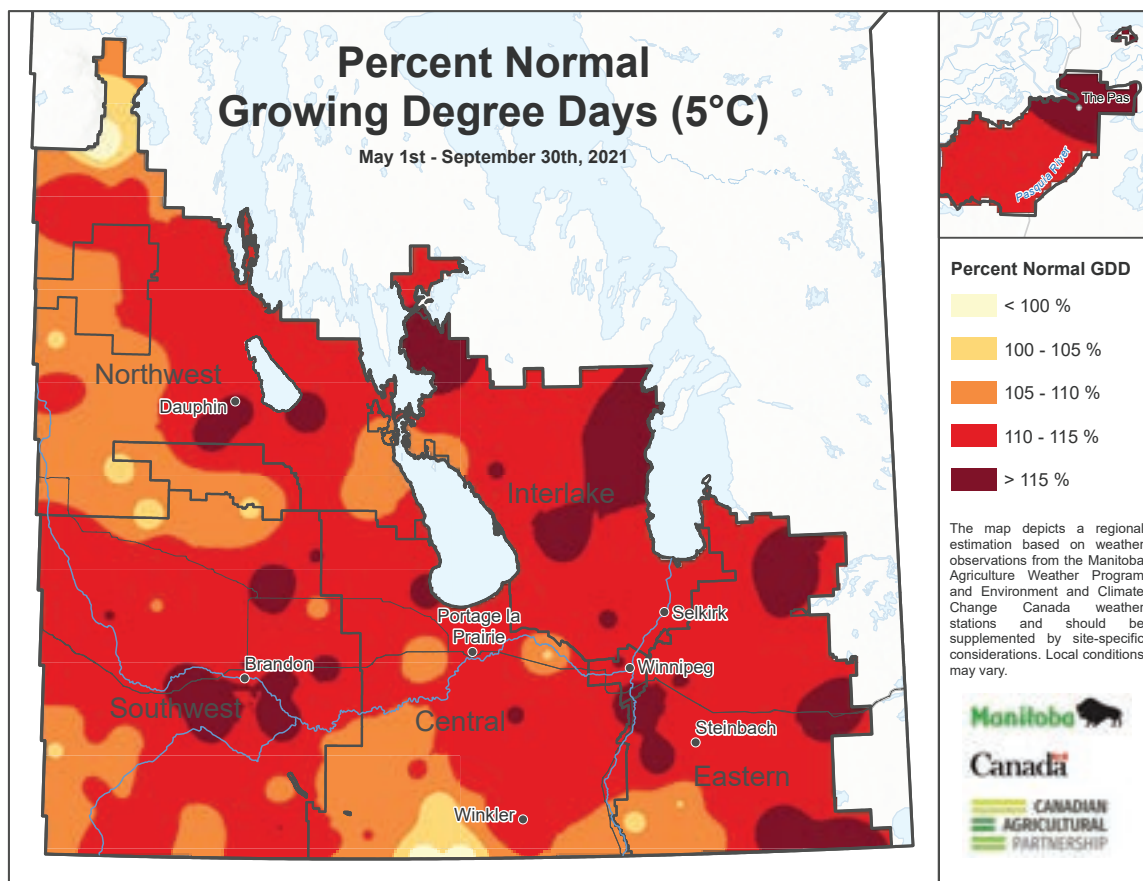 Percent Normal
Growing Degree Days (5°C)
May 1st - September 30th, 2021
The Pas
Pasquia River
Northwest
Dauphin
Interlake
Selkirk
Portage la
Prairie
Winnipeg
Brandon
Southwest
Central
Steinbach
Eastern
Winkler
Percent Normal GDD
< 100 %
100 - 105 %
105 - 110 %
110 - 115 %
> 115 %
The map depicts a regional
estimation based on weather
observations from the Manitoba
Agriculture Weather Program
and Environment and Climate
Change Canada weather
stations and should be
supplemented by site-specific
considerations. Local conditions
may vary.
Manitoba
Canada
CANADIAN
AGRICULTURAL
PARTNERSHIP